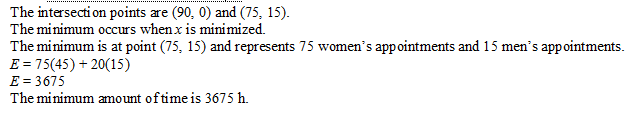 The intersection points are (90, 0) and (75, 15).
The minimum occurs when x is minimized.
The minimum is at point (75, 15) and represents 75 women's appointments and 15 men's appointments.
E = 75(45) + 20(15)
E = 3675
The minimum amount of time is 3675 h.